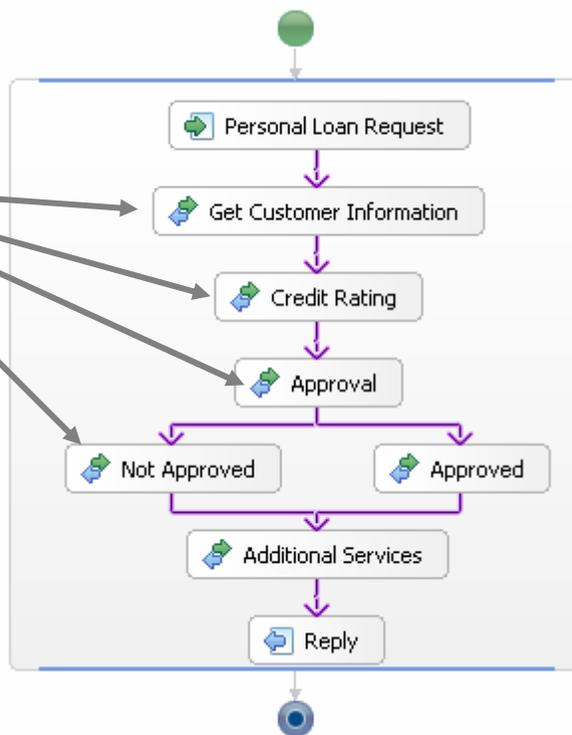 Personal Loan Request
Get Customer Information
Credit Rating
Approval
Not Approved
Approved
Additional Services
Reply